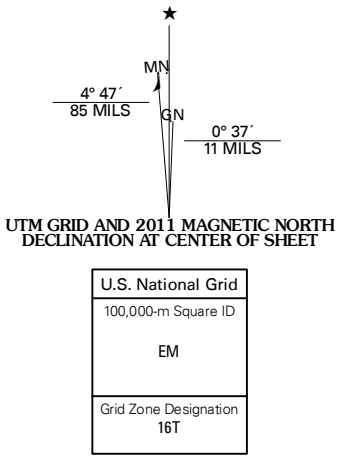 MN
4° 47´
85 MILS
GN
0° 37´
11 MILS
UTM GRID AND 2011 MAGNETIC NORTH
DECLINATION AT CENTER OF SHEET
U.S. National Grid
100,000-m Square ID
EM
Grid Zone Designation
16T